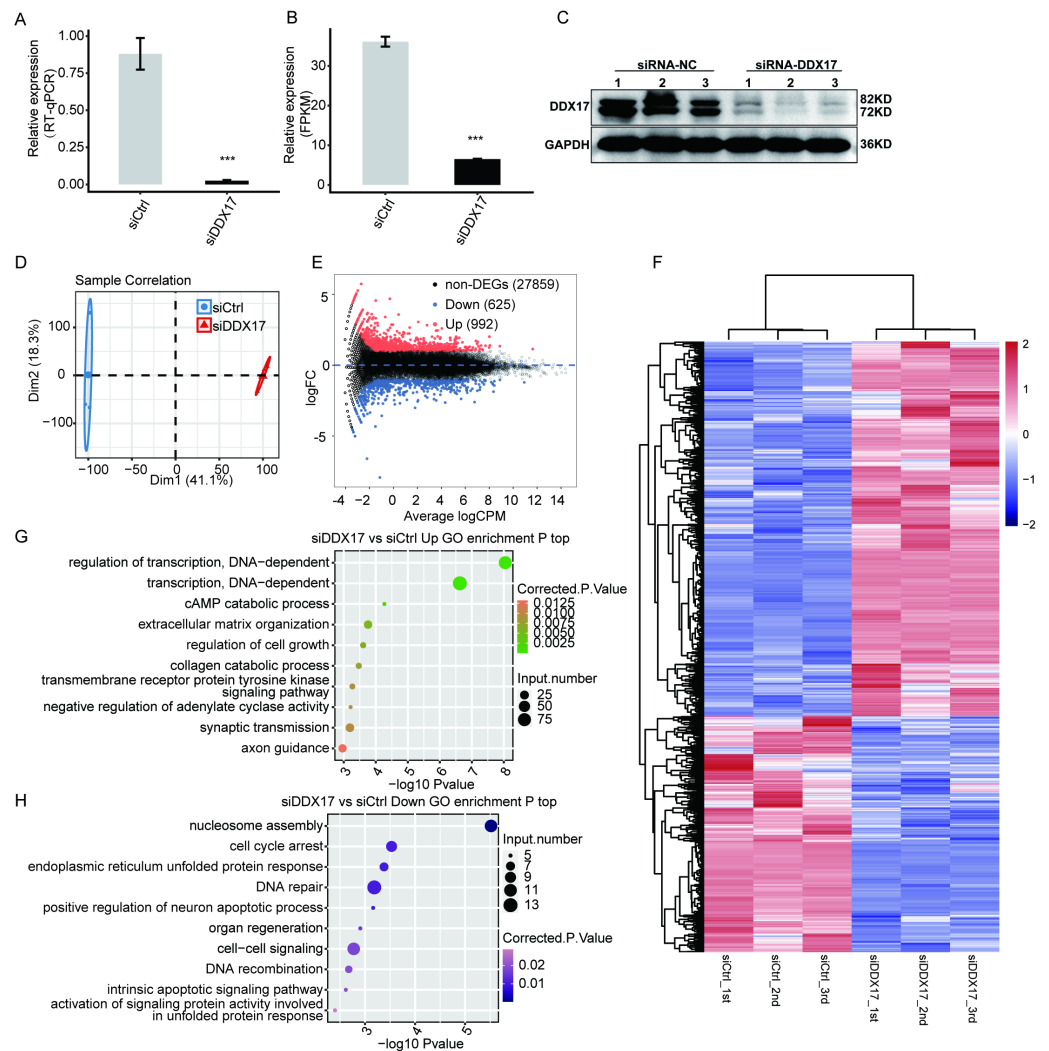 A
Relative expression
(RT-qPCR)
1.00
0.75
0.50
0.25
0.00
***
siCtrl
siDDX17
B
Relative expression
(FPKM)
30
20
10
0
***
siCtrl
siDDX17
C
siRNA-NC siRNA-DDX17
1 2 3 1 2 3
DDX17
82KD
72KD
GAPDH
36KD
D
Sample Correlation
siCtrl
siDDX17
Dim2 (18.3%)
100
0
−100
−100 −50 0 50 100
Dim1 (41.1%)
E
non-DEGs (27859)
Down (625)
Up (992)
logFC
5
0
-5
-4 -2 0 2 4 6 8 10 12 14
Average logCPM
F
2
1
0
−1
−2
siCtrl_1st
siCtrl_2nd
siCtrl_3rd
siDDX17_1st
siDDX17_2nd
siDDX17_3rd
G
siDDX17 vs siCtrl Up GO enrichment P top
regulation of transcription, DNA−dependent
transcription, DNA−dependent
cAMP catabolic process
extracellular matrix organization
regulation of cell growth
collagen catabolic process
transmembrane receptor protein tyrosine kinase
signaling pathway
negative regulation of adenylate cyclase activity
synaptic transmission
axon guidance
3 4 5 6 7 8
−log10 Pvalue
Corrected.P.Value
0.0125
0.0100
0.0075
0.0050
0.0025
Input.number
25
50
75
H
siDDX17 vs siCtrl Down GO enrichment P top
nucleosome assembly
cell cycle arrest
endoplasmic reticulum unfolded protein response
DNA repair
positive regulation of neuron apoptotic process
organ regeneration
cell−cell signaling
DNA recombination
intrinsic apoptotic signaling pathway
activation of signaling protein activity involved
in unfolded protein response
3 4 5
−log10 Pvalue
Input.number
5
7
9
11
13
Corrected.P.Value
0.02
0.01